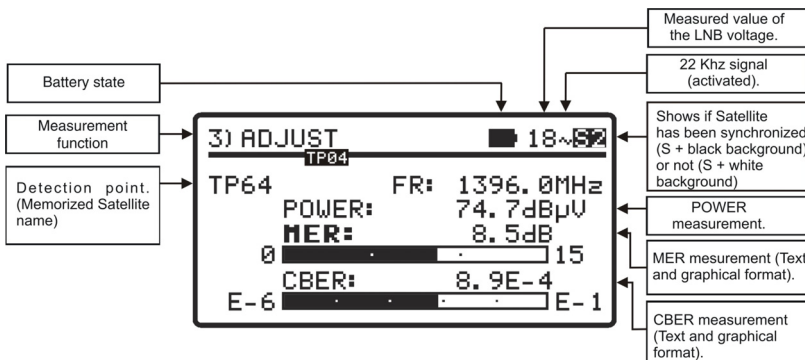 Measured value of
the LNB voltage.
22 Khz signal
(activated).
Battery state
Measurement
function
Shows if Satellite
has been synchronized
(S + black background)
or not (S + white
background)
Detection point.
(Memorized Satellite
name)
POWER
measurement.
MER mesurement (Text
and graphical format).
CBER measurement
(Text and graphical
format).
3) ADJUST 18~S2
TP04
TP64 FR: 1396.0MHz
POWER: 74.7dBµV
MER: 8.5dB
0 15
CBER: 8.9E-4
E-6 E-1